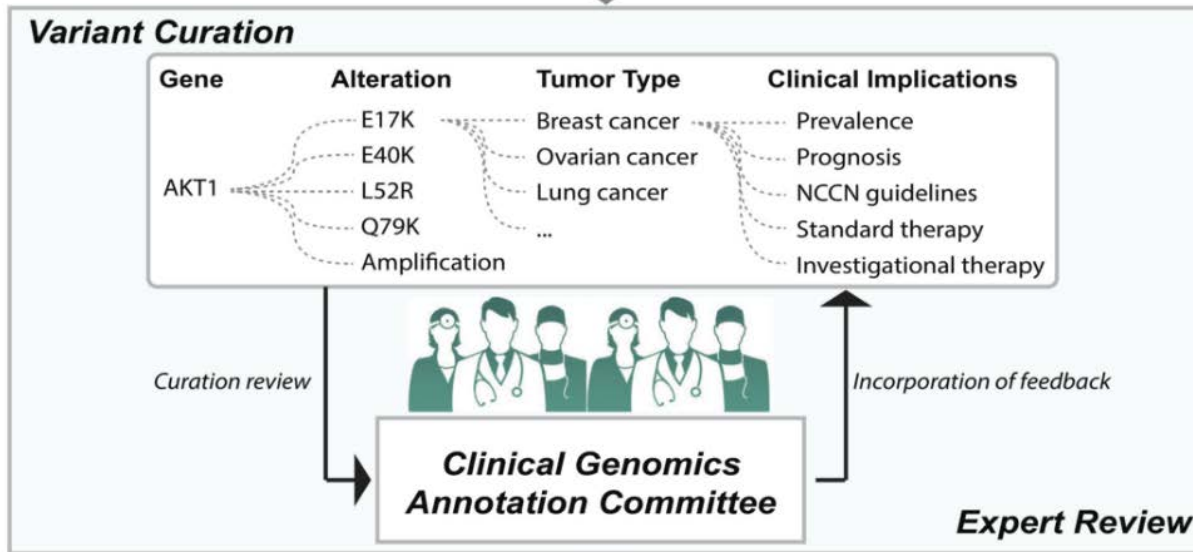 Variant Curation
Gene Alteration Tumor Type Clinical Implications
E17K Breast cancer Prevalence
E40K Ovarian cancer Prognosis
AKT1 L52R Lung cancer NCCN guidelines
Q79K ... Standard therapy
Amplification Investigational therapy
Curation review
Incorporation of feedback
Clinical Genomics
Annotation Committee
Expert Review